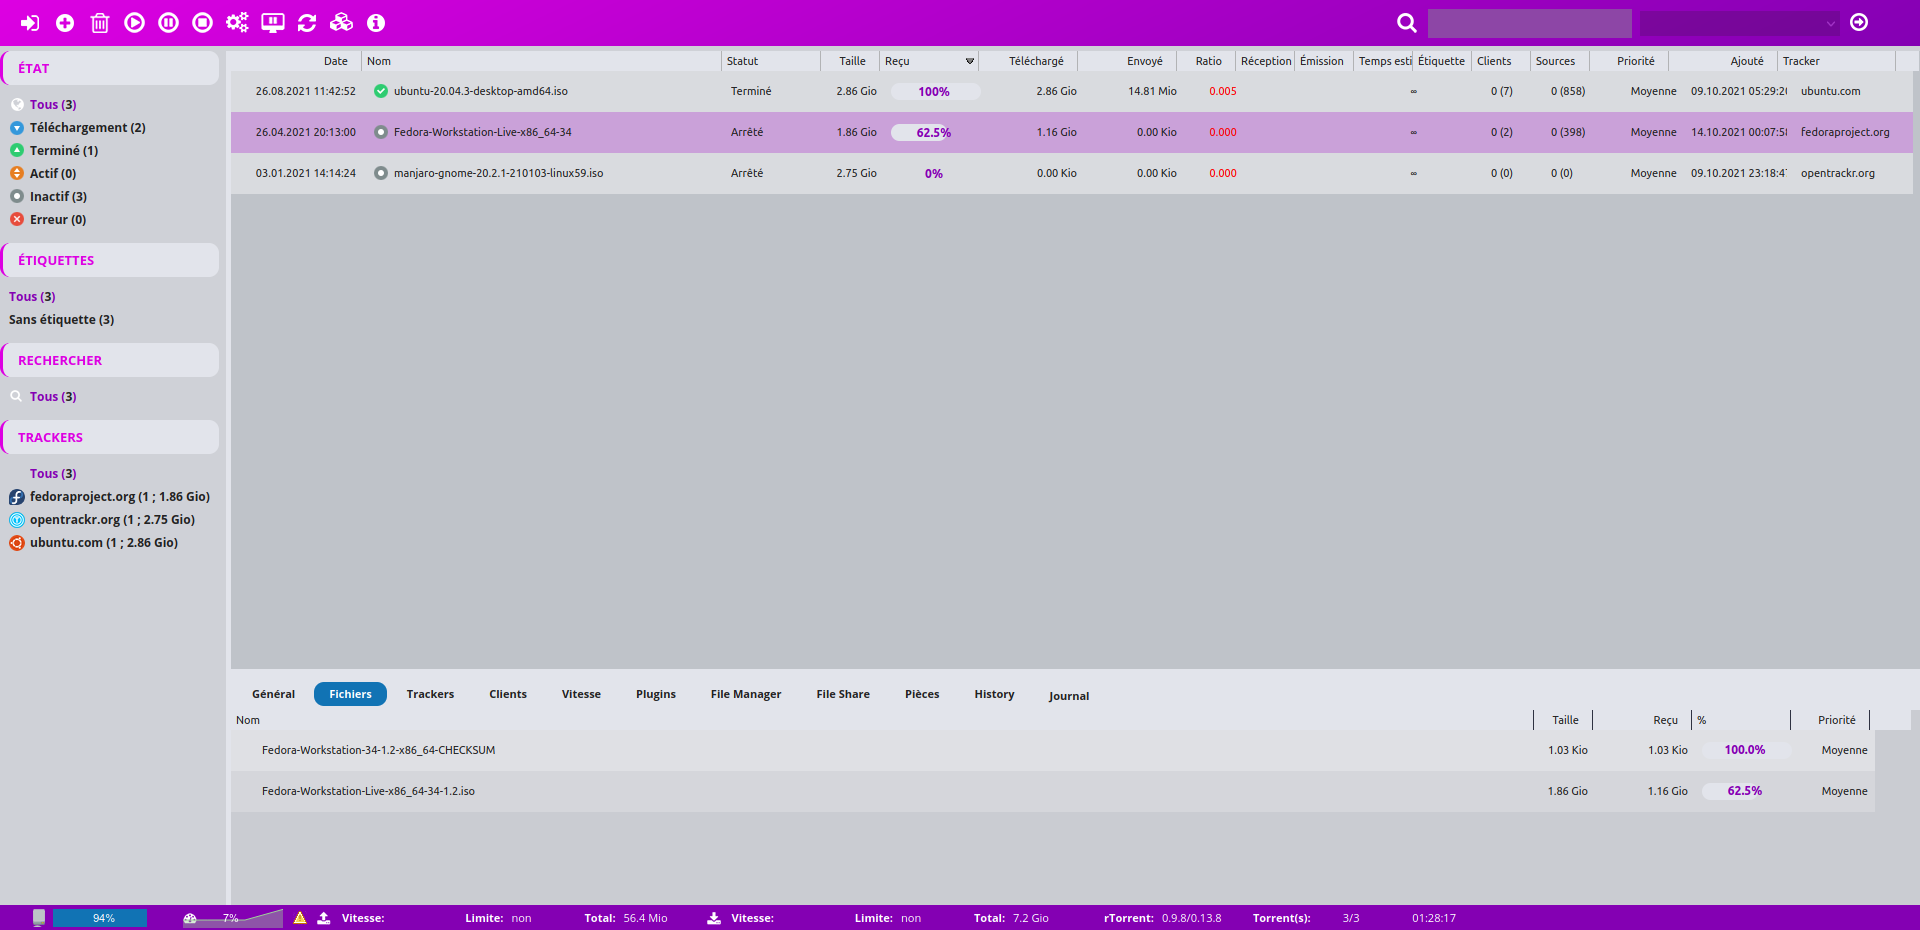 ÉTAT
Tous (3)
Téléchargement (2)
Terminé (1)
Actif (0)
Inactif (3)
Erreur (0)
ÉTIQUETTES
Tous (3)
Sans étiquette (3)
RECHERCHER
Tous (3)
TRACKERS
Tous (3)
fedoraproject.org (1 ; 1.86 Gio)
opentrackr.org (1 ; 2.75 Gio)
ubuntu.com (1 ; 2.86 Gio)
Date Nom Statut Taille Reçu Téléchargé Envoyé Ratio Réception Émission Temps esti Étiquette Clients Sources Priorité Ajouté Tracker
26.08.2021 11:42:52 ubuntu-20.04.3-desktop-amd64.iso Terminé 2.86 Gio 100% 2.86 Gio 14.81 Mio 0.005 ∞ 0 (7) 0 (858) Moyenne 09.10.2021 05:29:2 ubuntu.com
26.04.2021 20:13:00 Fedora-Workstation-Live-x86_64-34 Arrêté 1.86 Gio 62.5% 1.16 Gio 0.00 Kio 0.000 ∞ 0 (2) 0 (398) Moyenne 14.10.2021 00:07:5 fedoraproject.org
03.01.2021 14:14:24 manjaro-gnome-20.2.1-210103-linux59.iso Arrêté 2.75 Gio 0% 0.00 Kio 0.00 Kio 0.000 ∞ 0 (0) 0 (0) Moyenne 09.10.2021 23:18:4 opentrackr.org
Général Fichiers Trackers Clients Vitesse Plugins File Manager File Share Pièces History Journal
Nom Taille Reçu % Priorité
Fedora-Workstation-34-1.2-x86_64-CHECKSUM 1.03 Kio 1.03 Kio 100.0% Moyenne
Fedora-Workstation-Live-x86_64-34-1.2.iso 1.86 Gio 1.16 Gio 62.5% Moyenne
94% 7% Vitesse: Limite: non Total: 56.4 Mio Vitesse: Limite: non Total: 7.2 Gio rTorrent: 0.9.8/0.13.8 Torrent(s): 3/3 01:28:17